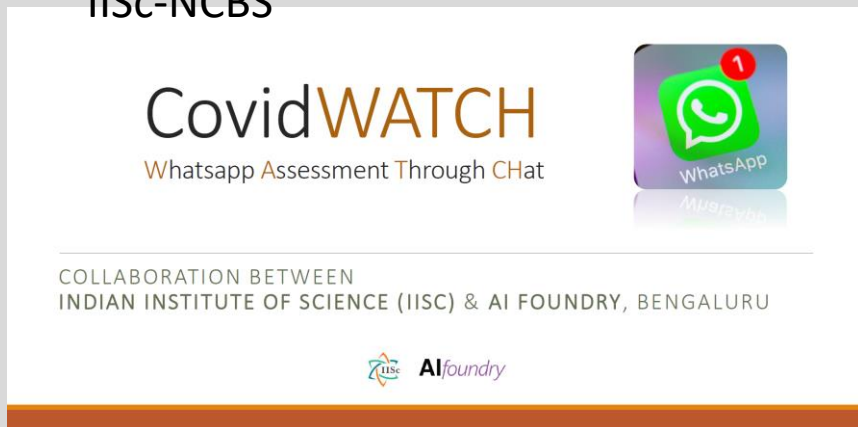 IISc-NCBS
CovidWATCH
Whatsapp Assessment Through CHat
1
WhatsApp
COLLABORATION BETWEEN
INDIAN INSTITUTE OF SCIENCE (IISC) & AI FOUNDRY, BENGALURU
IISc AIfoundry